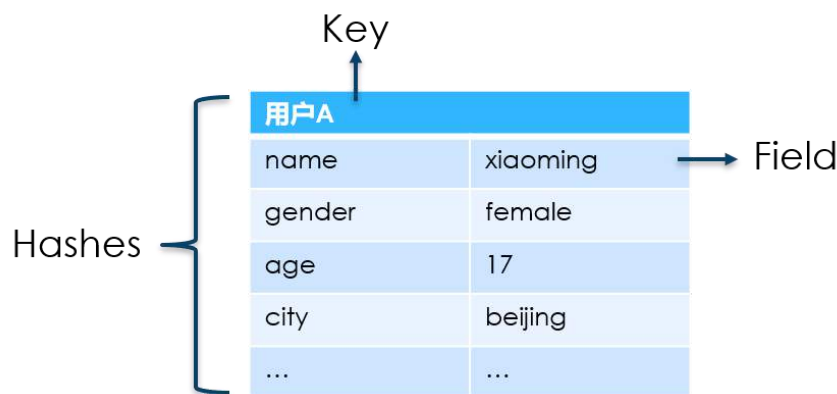 Key
用户A
name xiaoming
Field
gender female
Hashes
age 17
city beijing
... ...